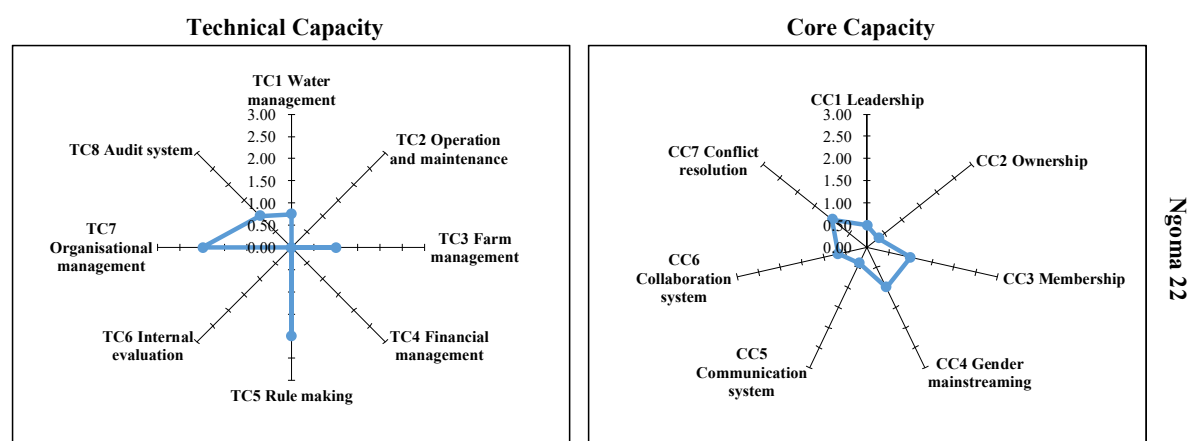 Technical Capacity
TC1 Water
management
3.00
2.50
2.00
1.50
1.00
0.50
0.00
TC2 Operation
and maintenance
TC3 Farm
management
TC4 Financial
management
TC5 Rule making
TC6 Internal
evaluation
TC7
Organisational
management
TC8 Audit system
Core Capacity
CC1 Leadership
3.00
2.50
2.00
1.50
1.00
0.50
0.00
CC2 Ownership
CC3 Membership
CC4 Gender
mainstreaming
CC5
Communication
system
CC6
Collaboration
system
CC7 Conflict
resolution
Ngoma 22